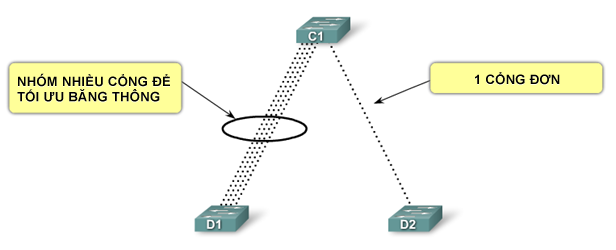 C1
NHÓM NHIỀU CỔNG ĐỂ
TỐI ƯU BĂNG THÔNG
1 CỔNG ĐƠN
D1
D2